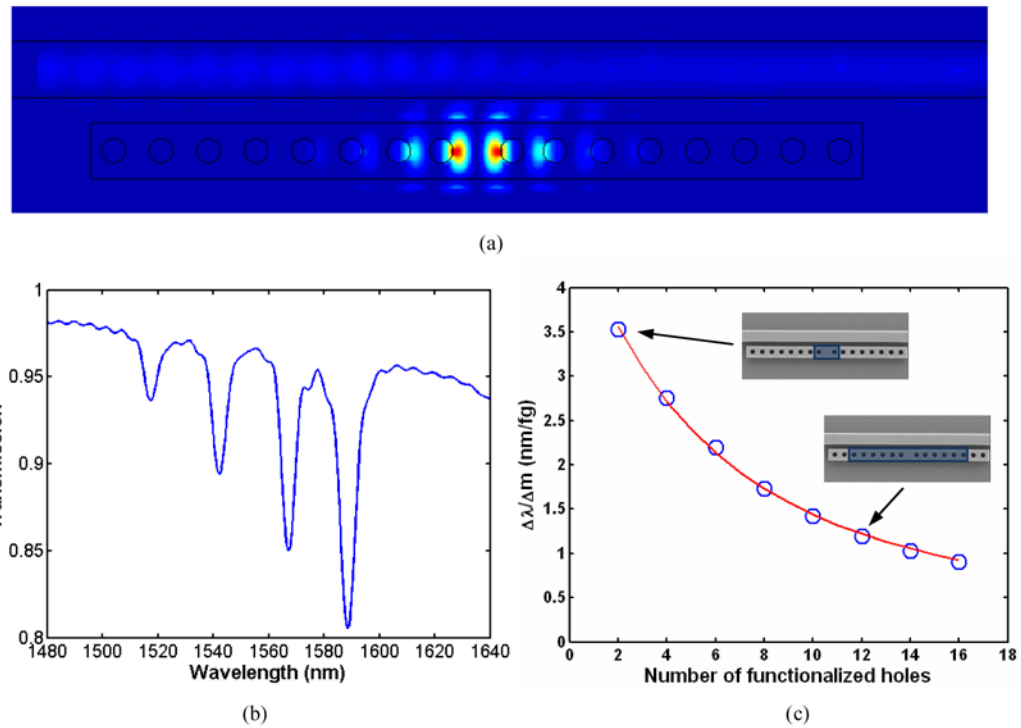 (a)
1
0.95
0.9
0.85
0.8
1480 1500 1520 1540 1560 1580 1600 1620 1640
Wavelength (nm)
(b)
4
3.5
3
2.5
2
1.5
1
0.5
0
Δλ/Δm (nm/fg)
0 2 4 6 8 10 12 14 16 18
Number of functionalized holes
(c)